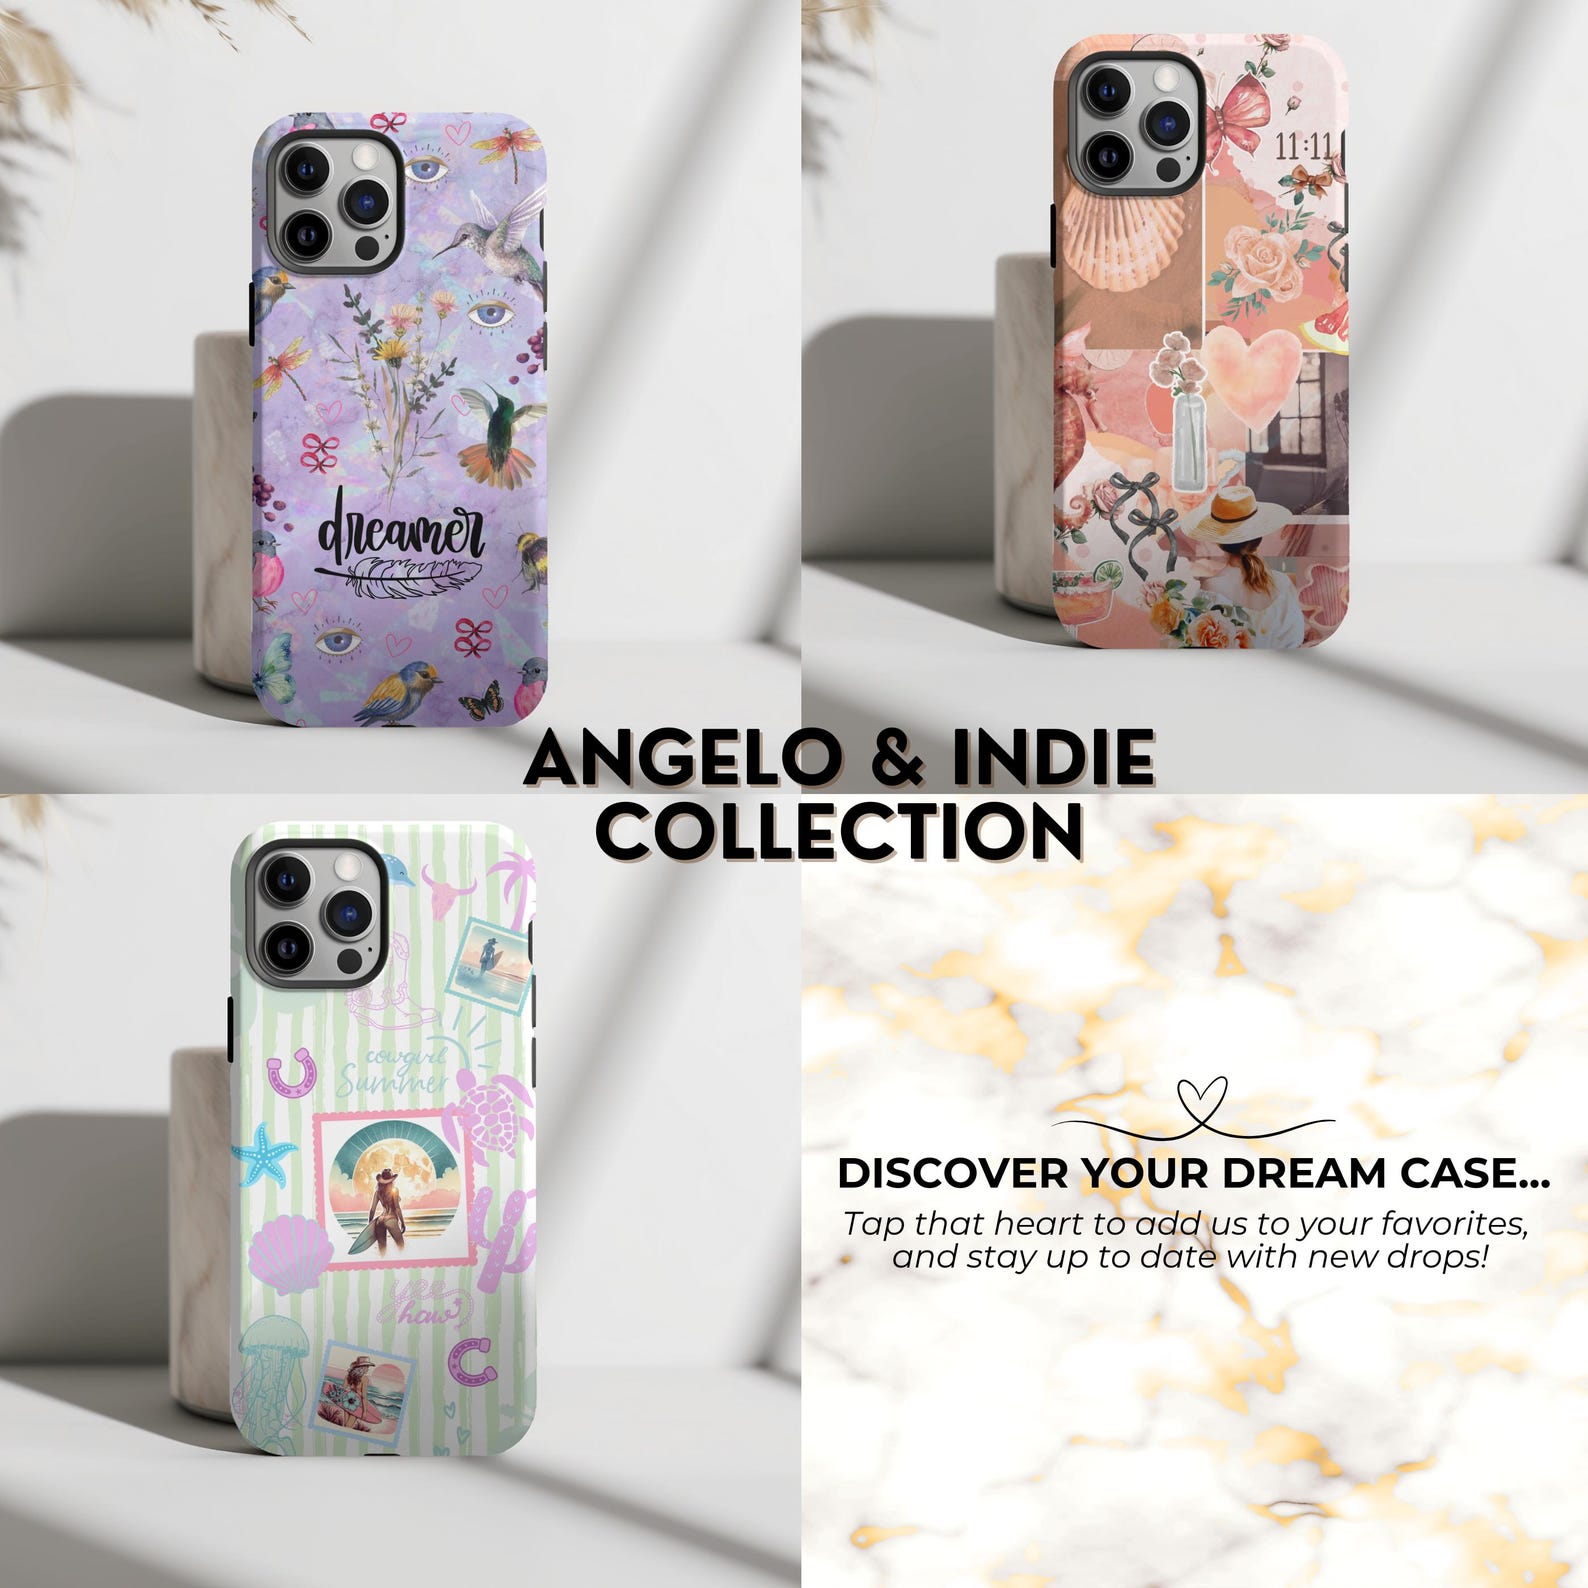 dreamer
11:11
ANGELO & INDIE
COLLECTION
cowgirl
Summer
yee
haw
DISCOVER YOUR DREAM CASE...
Tap that heart to add us to your favorites,
and stay up to date with new drops!